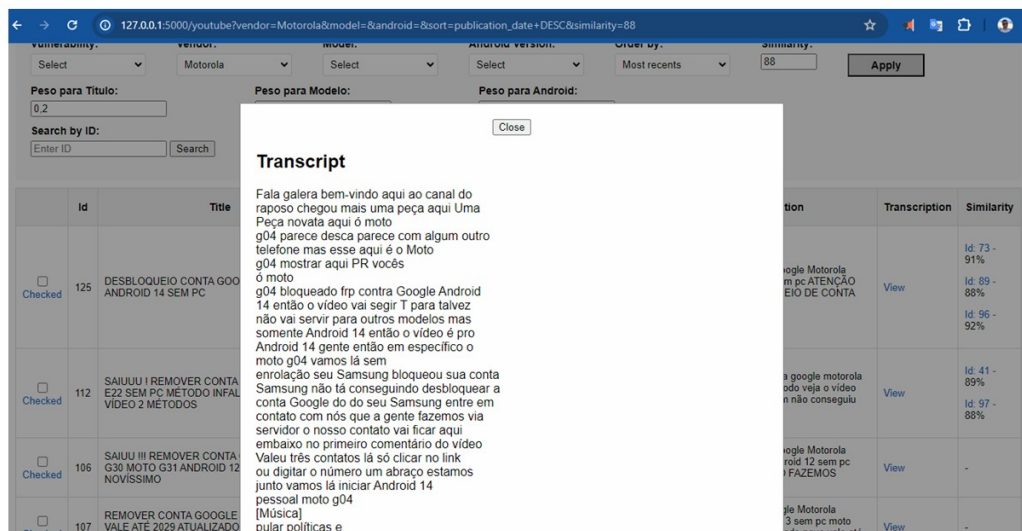 127.0.0.1:5000/youtube?vendor=Motorola&model=&android=&sort=publication_date+DESC&similarity=88
Vulnerability: Vendor: Model: Android Version: Order by: Similarity:
Select Motorola Select Select Most recents 88 Apply
Peso para Título: Peso para Modelo: Peso para Android:
0,2
Search by ID:
Enter ID Search
Close
Transcript
Fala galera bem-vindo aqui ao canal do
raposo chegou mais uma peça aqui Uma
Peça novata aqui ó moto
g04 parece desca parece com algum outro
telefone mas esse aqui é o Moto
g04 mostrar aqui PR vocês
ó moto
g04 bloqueado frp contra Google Android
14 então o vídeo vai segir T para talvez
não vai servir para outros modelos mas
somente Android 14 então o vídeo é pro
Android 14 gente então em específico o
moto g04 vamos lá sem
enrolação seu Samsung bloqueou sua conta
Samsung não tá conseguindo desbloquear a
conta Google do do seu Samsung entre em
contato com nós que a gente fazemos via
servidor o nosso contato vai ficar aqui
embaixo no primeiro comentário do vídeo
Valeu três contatos lá só clicar no link
ou digitar o número um abraço estamos
junto vamos lá iniciar Android 14
pessoal moto g04
[Música]
pular políticas e
Id Title tion Transcription Similarity
Checked 125 DESBLOQUEIO CONTA GOO
ANDROID 14 SEM PC
oogle Motorola
m pc ATENÇÃO
EIO DE CONTA
View
Id: 73 -
91%
Id: 89 -
88%
Id: 96 -
92%
Checked 112 SAIUUU ! REMOVER CONTA
E22 SEM PC MÉTODO INFAL
VÍDEO 2 MÉTODOS
a google motorola
odo veja o vídeo
n não conseguiu
View
Id: 41 -
89%
Id: 97 -
88%
Checked 106 SAIUU !!! REMOVER CONTA
G30 MOTO G31 ANDROID 12
NOVÍSSIMO
oogle Motorola
roid 12 sem pc
FAZEMOS
View -
Checked 107 REMOVER CONTA GOOGLE
VALE ATÉ 2029 ATUALIZADO
gle Motorola
3 sem pc moto
View -